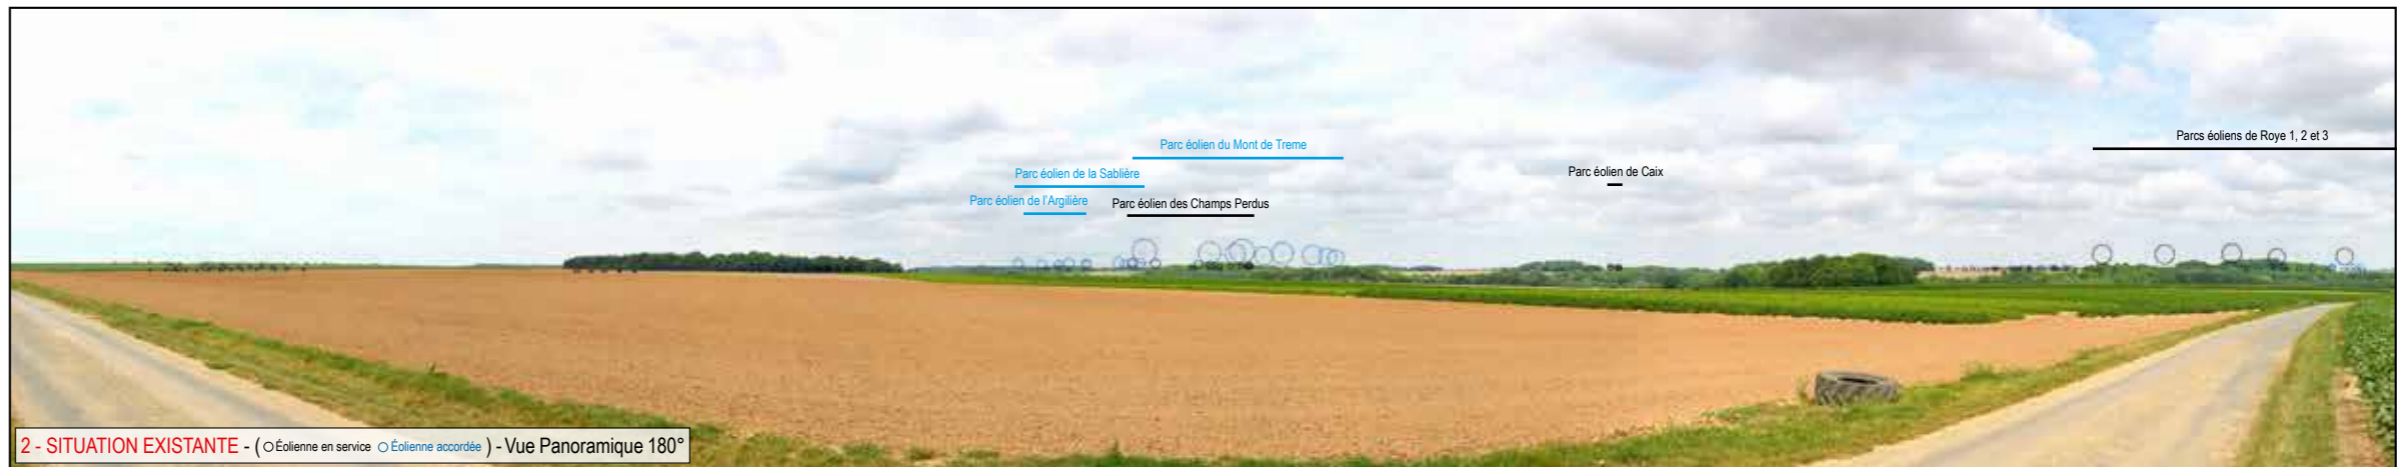 Parcs éoliens de Roye 1, 2 et 3
Parc éolien du Mont de Treme
Parc éolien de Caix
Parc éolien de la Sablière
Parc éolien de l'Argilière
Parc éolien des Champs Perdus
2 - SITUATION EXISTANTE - ( Éolienne en service Éolienne accordée ) - Vue Panoramique 180°